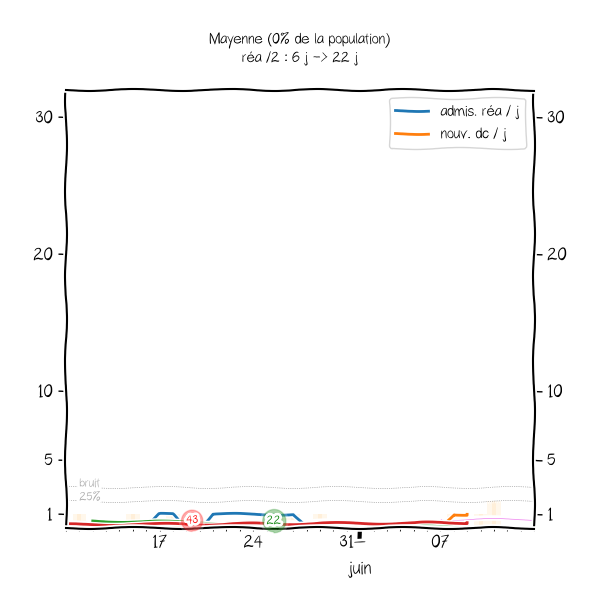 Mayenne (0% de la population)
réa /2 : 6 j -> 22 j
admis. réa / j
nouv. dc / j
30
30
20
20
10
10
5
5
bruit
25%
1
43
22
1
17
24
31
07
juin